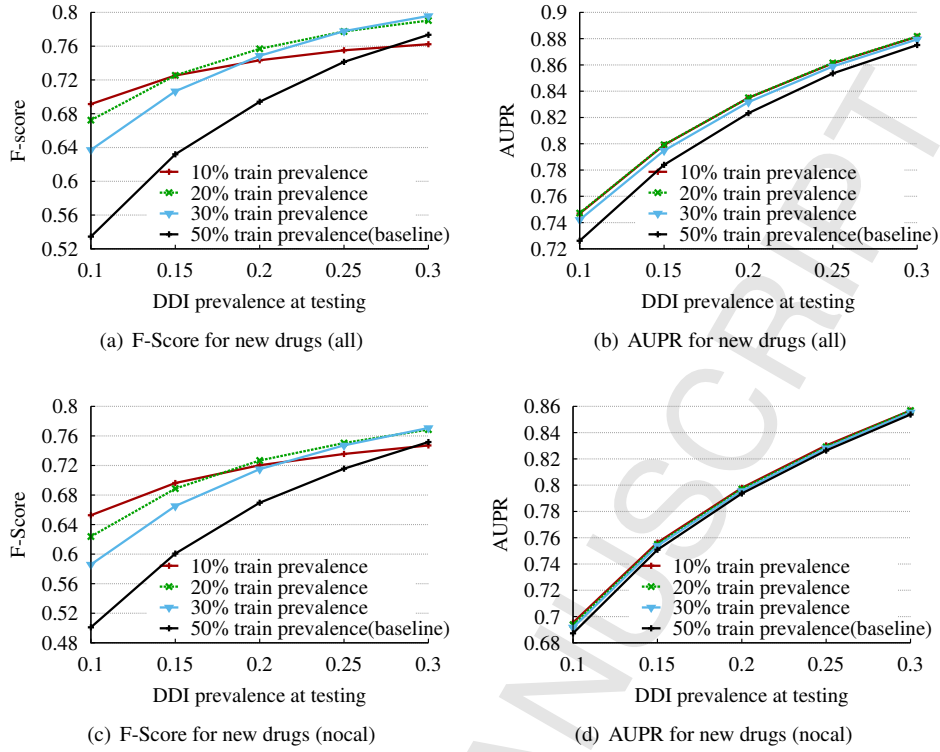 0.8
0.76
0.72
0.68
0.64
0.6
0.56
0.52
F-score
10% train prevalence
20% train prevalence
30% train prevalence
50% train prevalence(baseline)
0.1 0.15 0.2 0.25 0.3
DDI prevalence at testing
(a) F-Score for new drugs (all)
0.9
0.88
0.86
0.84
0.82
0.8
0.78
0.76
0.74
0.72
AUPR
10% train prevalence
20% train prevalence
30% train prevalence
50% train prevalence(baseline)
0.1 0.15 0.2 0.25 0.3
DDI prevalence at testing
(b) AUPR for new drugs (all)
0.8
0.76
0.72
0.68
0.64
0.6
0.56
0.52
0.48
F-Score
10% train prevalence
20% train prevalence
30% train prevalence
50% train prevalence(baseline)
0.1 0.15 0.2 0.25 0.3
DDI prevalence at testing
(c) F-Score for new drugs (nocal)
0.86
0.84
0.82
0.8
0.78
0.76
0.74
0.72
0.7
0.68
AUPR
10% train prevalence
20% train prevalence
30% train prevalence
50% train prevalence(baseline)
0.1 0.15 0.2 0.25 0.3
DDI prevalence at testing
(d) AUPR for new drugs (nocal)
ANUSCRIPT